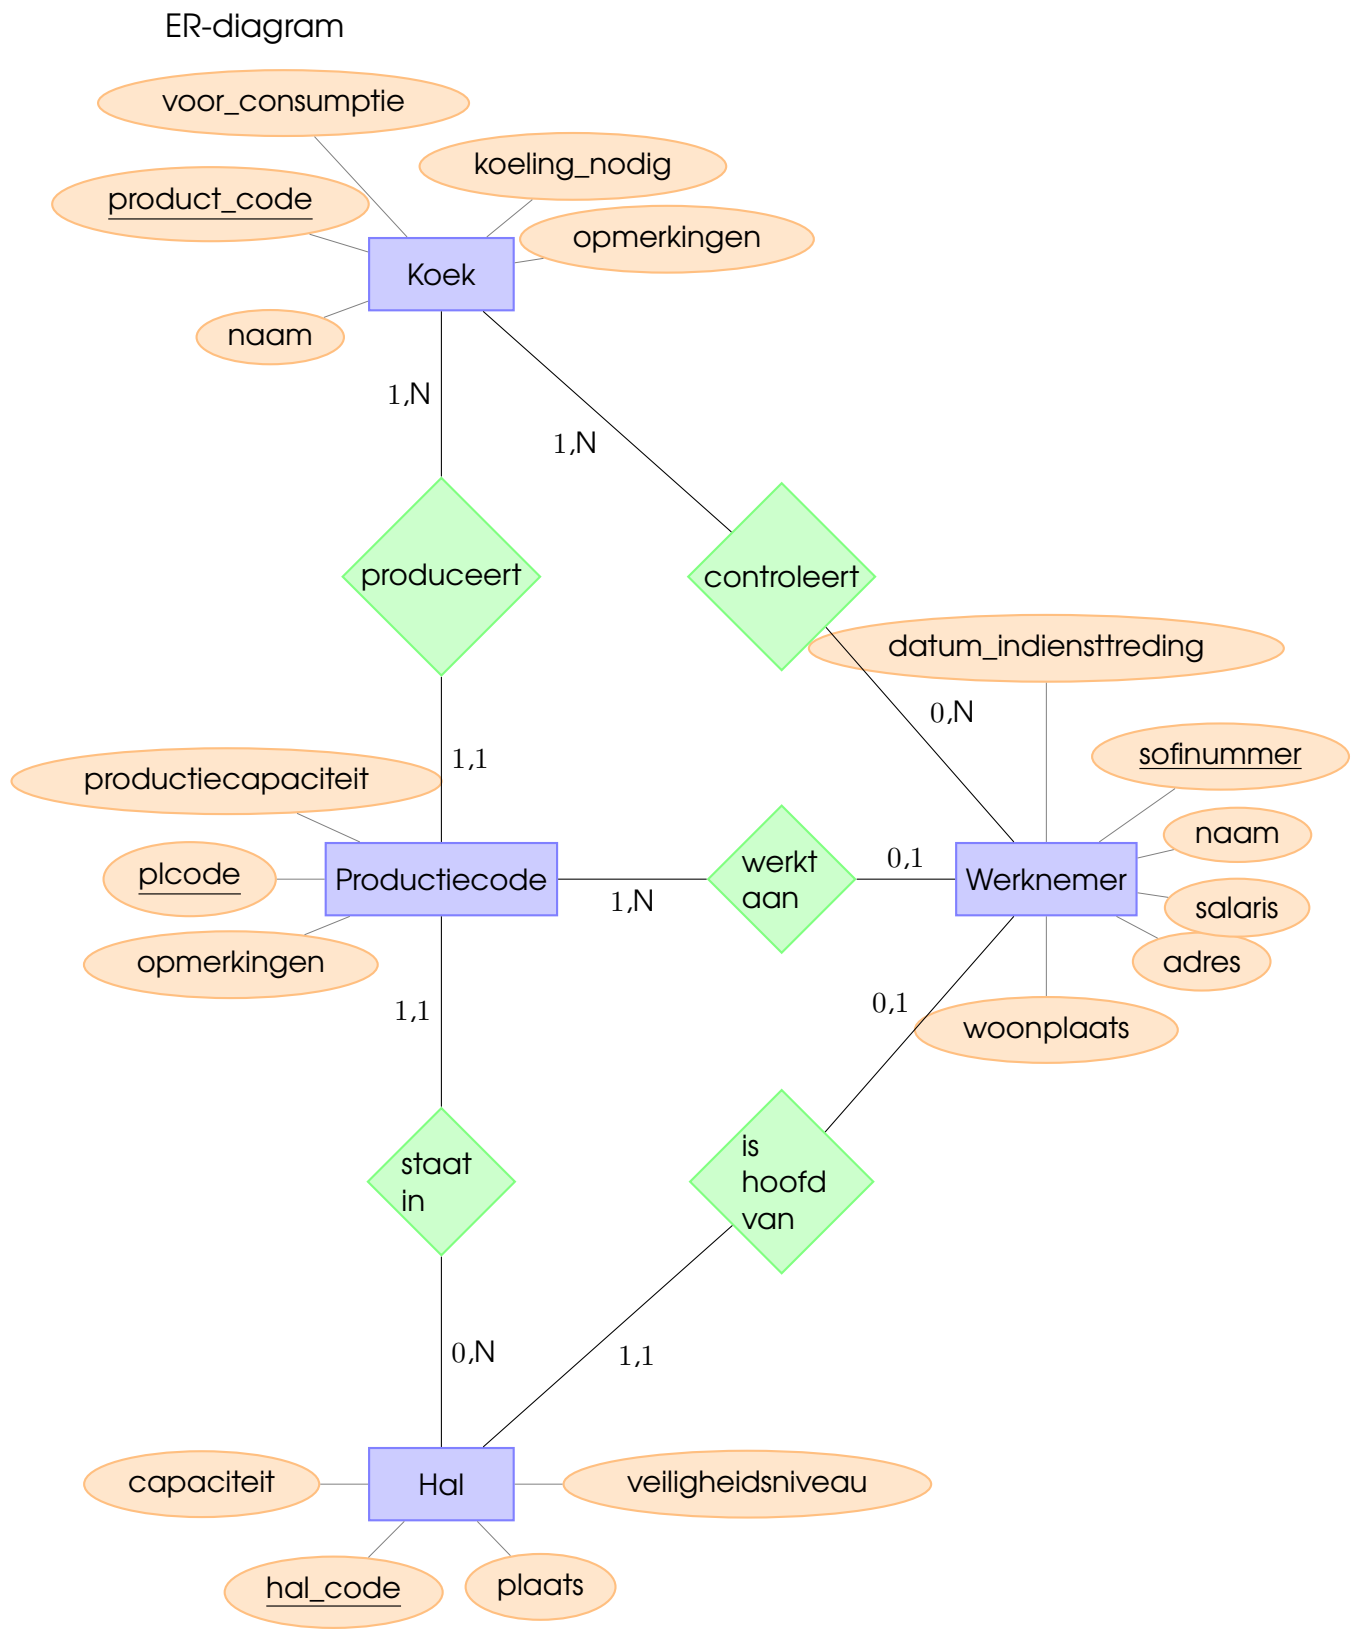 ER-diagram
voor_consumptie
koeling_nodig
product_code
opmerkingen
Koek
naam
1,N
1,N
produceert
controleert
datum_indiensttreding
0,N
sofinummer
1,1
productiecapaciteit
naam
werkt
aan
0,1
plcode
Productiecode
1,N
Werknemer
salaris
opmerkingen
adres
1,1
0,1
woonplaats
staat
in
is
hoofd
van
0,N
1,1
capaciteit
Hal
veiligheidsniveau
hal_code
plaats